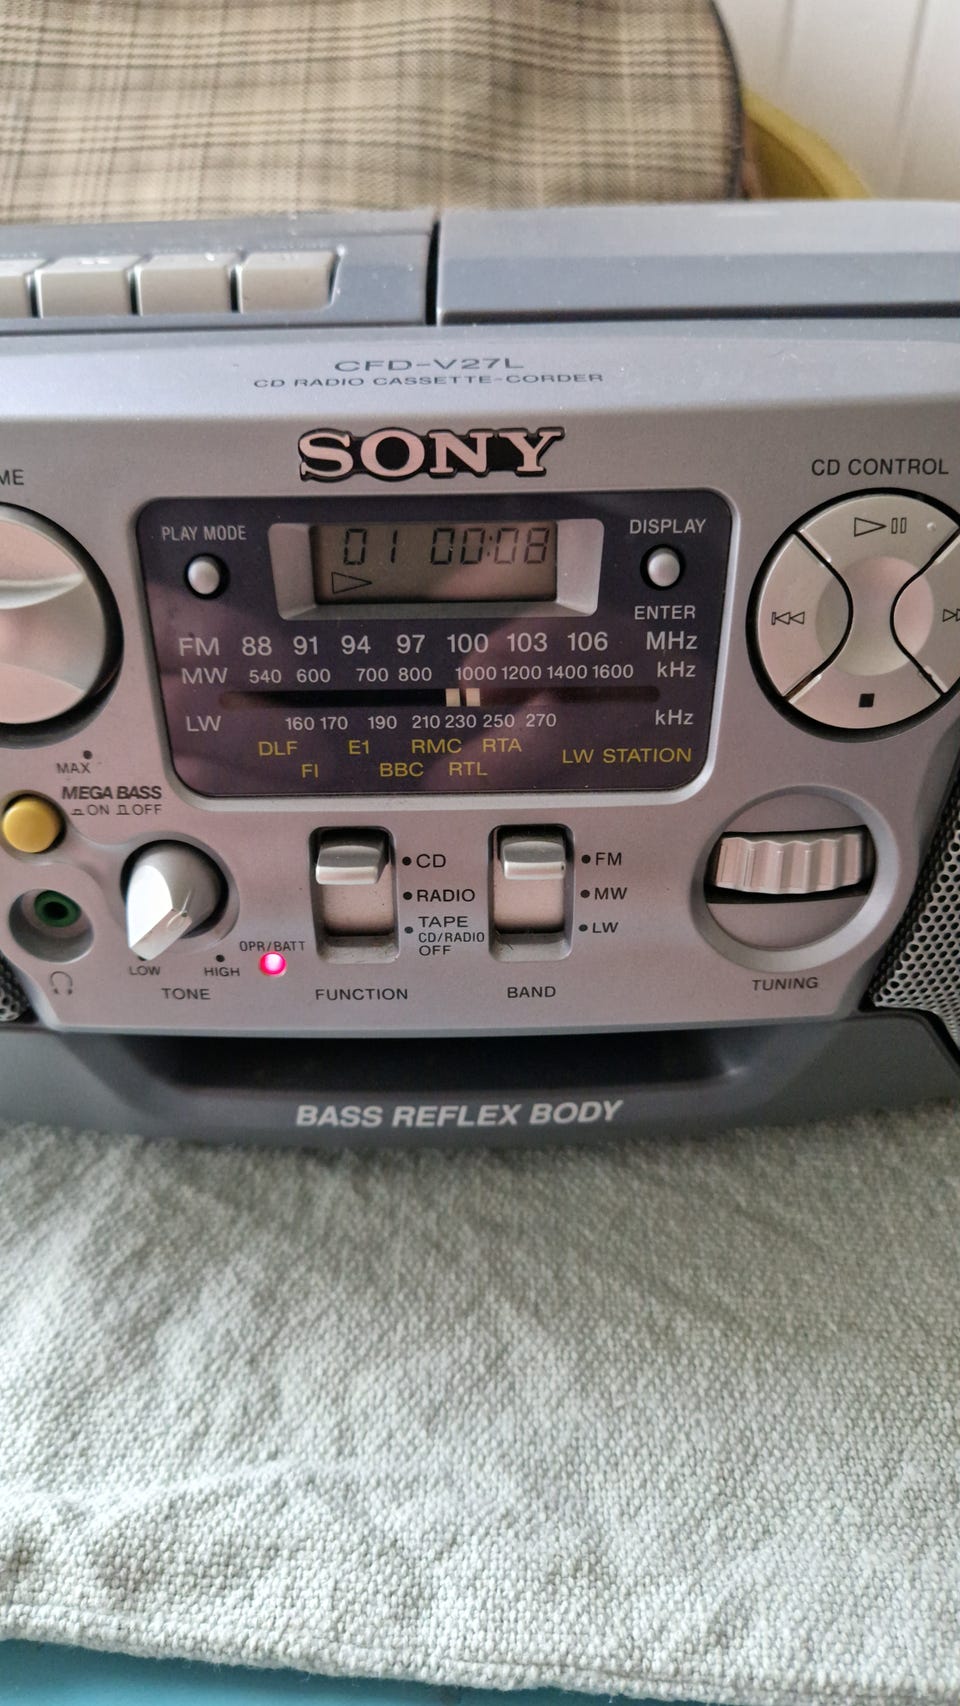 CFD-V27L
CD RADIO CASSETTE-CORDER
SONY
ME
CD CONTROL
PLAY MODE
01 00:08
DISPLAY
ENTER
FM 88 91 94 97 100 103 106 MHz
MW 540 600 700 800 1000 1200 1400 1600 kHz
LW 160 170 190 210 230 250 270 kHz
DLF E1 RMC RTA LW STATION
FI BBC RTL
MAX
MEGA BASS
ON OFF
CD
RADIO
TAPE
CD/RADIO
OFF
FM
MW
LW
OPR/BATT
LOW HIGH
TONE
FUNCTION
BAND
TUNING
BASS REFLEX BODY